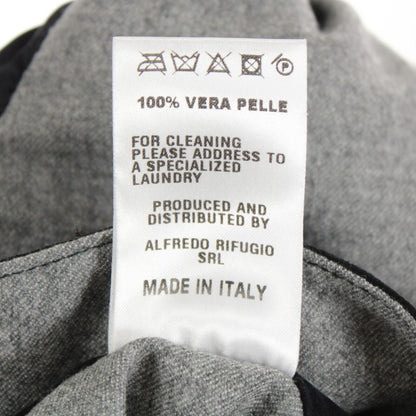 P
100% VERA PELLE
FOR CLEANING
PLEASE ADDRESS TO
A SPECIALIZED
LAUNDRY
PRODUCED AND
DISTRIBUTED BY
ALFREDO RIFUGIO
SRL
MADE IN ITALY